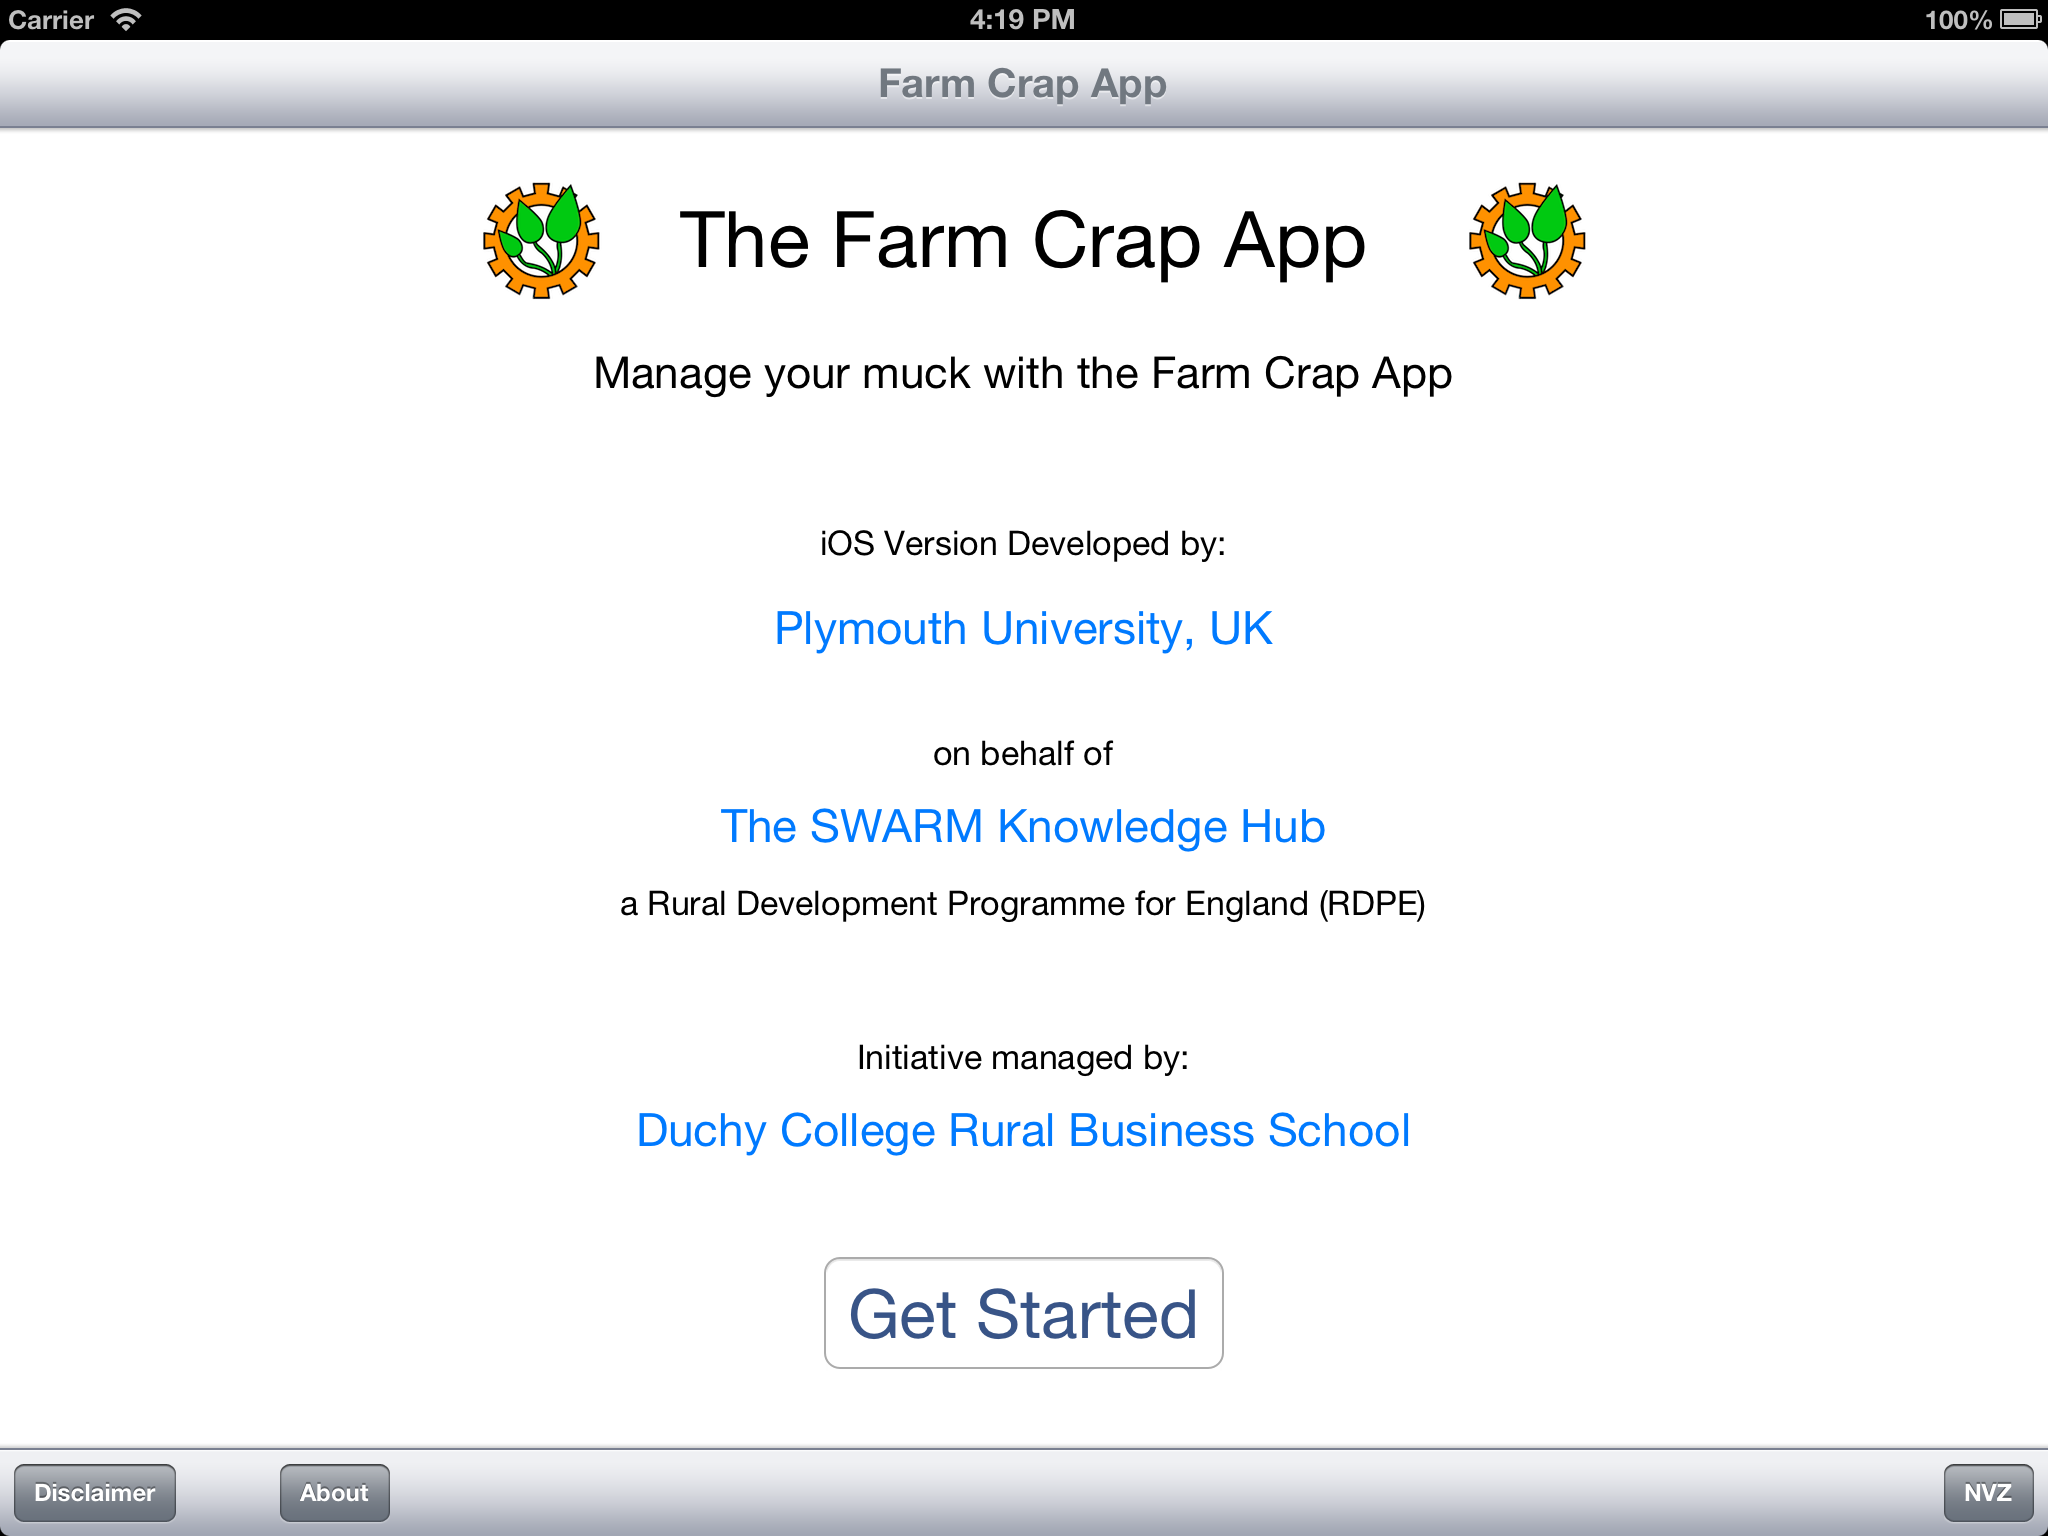 Carrier 4:19 PM 100%
Farm Crap App
The Farm Crap App
Manage your muck with the Farm Crap App
iOS Version Developed by:
Plymouth University, UK
on behalf of
The SWARM Knowledge Hub
a Rural Development Programme for England (RDPE)
Initiative managed by:
Duchy College Rural Business School
Get Started
Disclaimer About NVZ